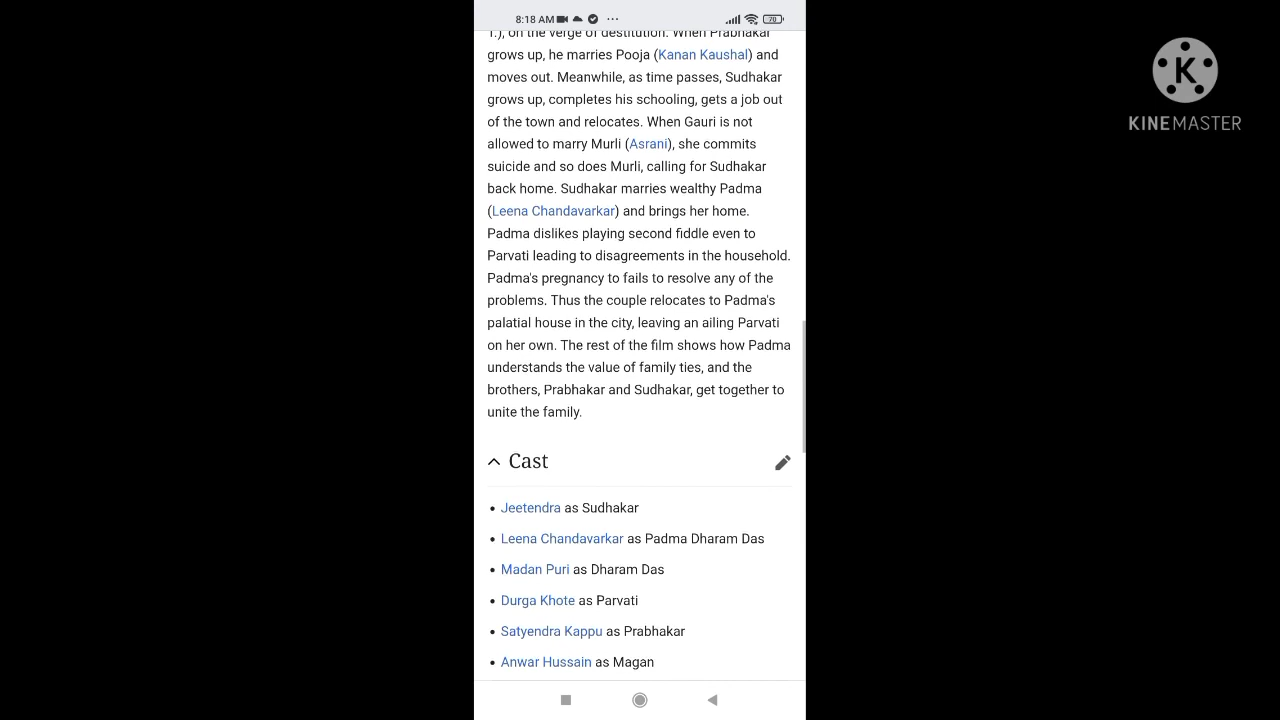 8:18 AM
70
1.), on the verge of destitution. When Prabhakar
grows up, he marries Pooja (Kanan Kaushal) and
moves out. Meanwhile, as time passes, Sudhakar
grows up, completes his schooling, gets a job out
of the town and relocates. When Gauri is not
allowed to marry Murli (Asrani), she commits
suicide and so does Murli, calling for Sudhakar
back home. Sudhakar marries wealthy Padma
(Leena Chandavarkar) and brings her home.
Padma dislikes playing second fiddle even to
Parvati leading to disagreements in the household.
Padma's pregnancy to fails to resolve any of the
problems. Thus the couple relocates to Padma's
palatial house in the city, leaving an ailing Parvati
on her own. The rest of the film shows how Padma
understands the value of family ties, and the
brothers, Prabhakar and Sudhakar, get together to
unite the family.
Cast
• Jeetendra as Sudhakar
• Leena Chandavarkar as Padma Dharam Das
• Madan Puri as Dharam Das
• Durga Khote as Parvati
• Satyendra Kappu as Prabhakar
• Anwar Hussain as Magan
K
KINEMASTER